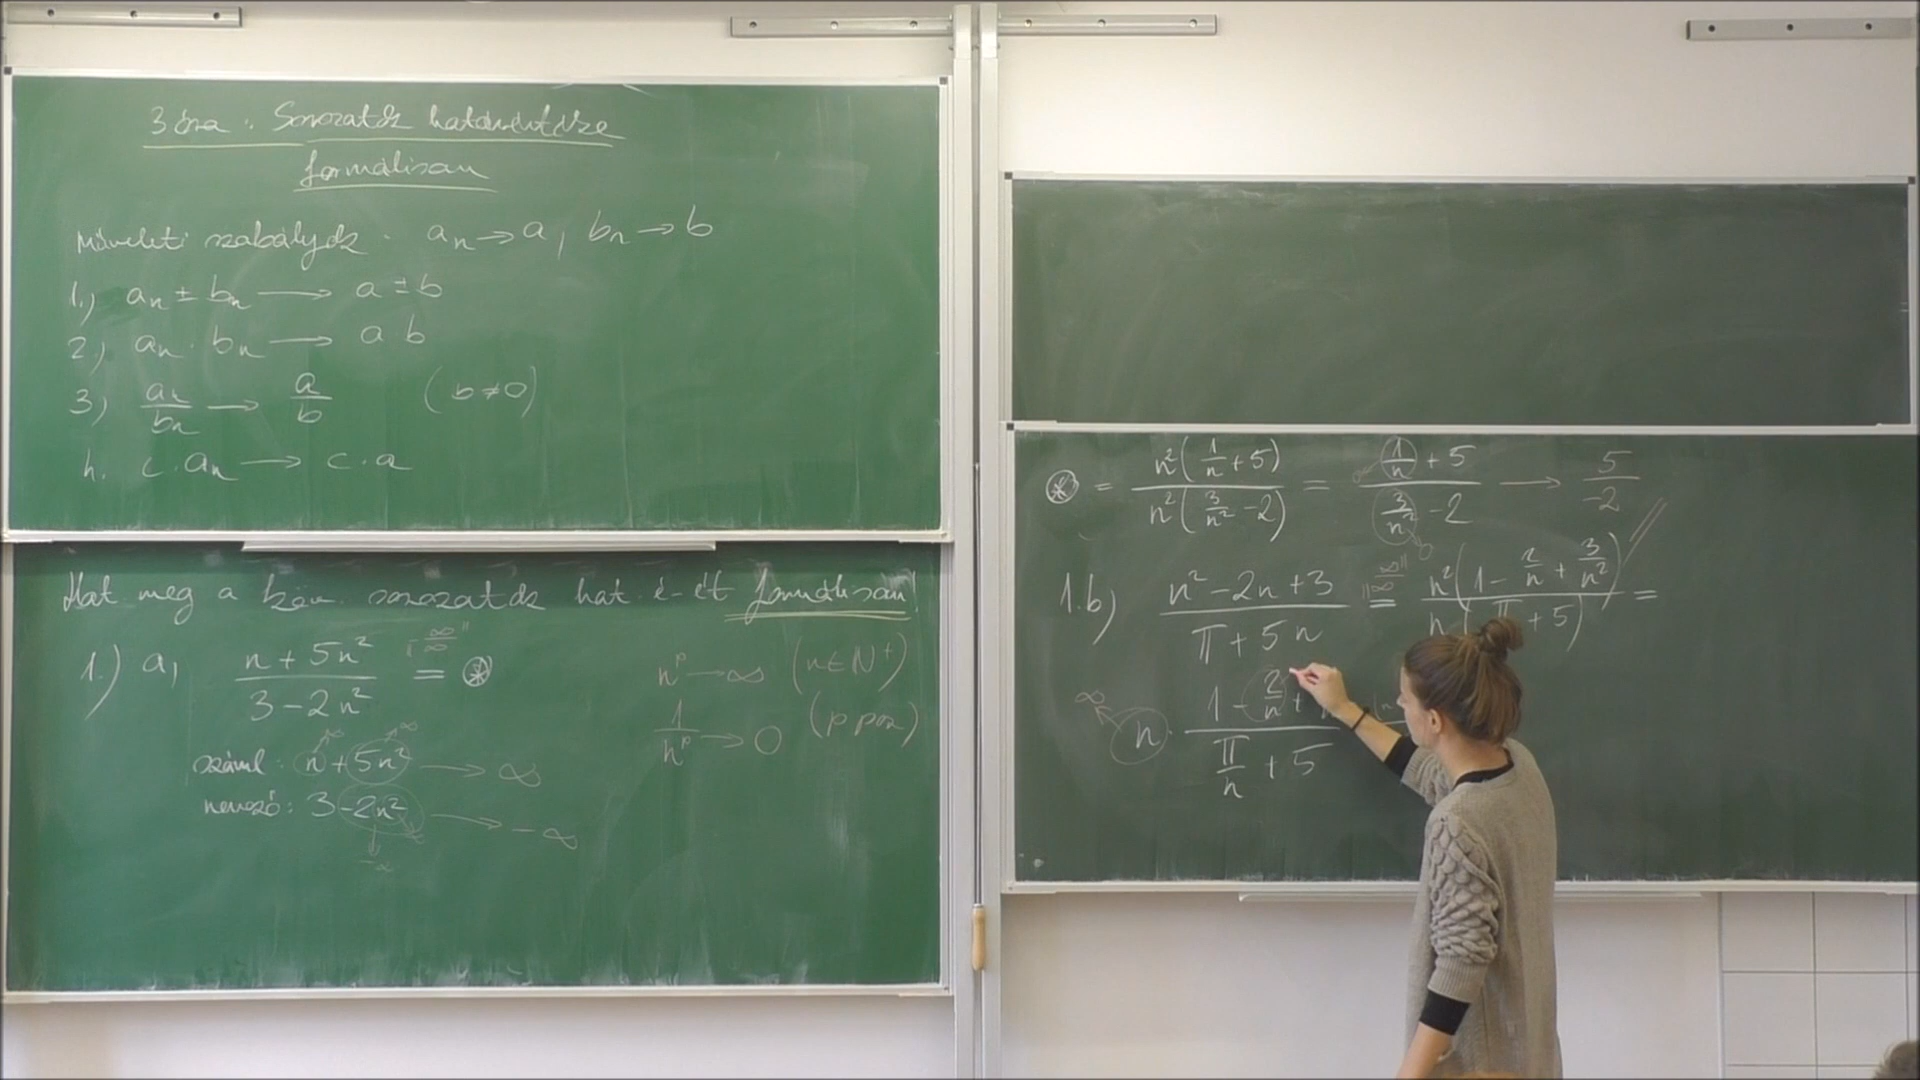 3 óra: Sorozatok határértéke
formálisan
Műveleti szabályok. aₙ → a, bₙ → b
1.) aₙ ± bₙ → a ± b
2.) aₙ · bₙ → a b
3.) aₙ/bₙ → a/b (b ≠ 0)
4. c · aₙ → c · a
Hat meg a köv. sorozatok hat. é-ét formálisan!
1.) a, (n + 5n²)/(3 − 2n²) "∞/∞" = ⊛
száml: n + 5n² → ∞
nevező: 3 − 2n² → −∞
nᵖ → ∞ (n ∈ N⁺)
1/nᵖ → 0 (p poz)
⊛ = n²(1/n + 5)/n²(3/n² − 2) = (1/n + 5)/(3/n² − 2) → 5/−2
1.b) (n² − 2n + 3)/(π + 5n) "∞/∞" = n²(1 − 2/n + 3/n²)/n(π/n + 5) =
∞ n · (1 − 2/n +)/(π/n + 5)